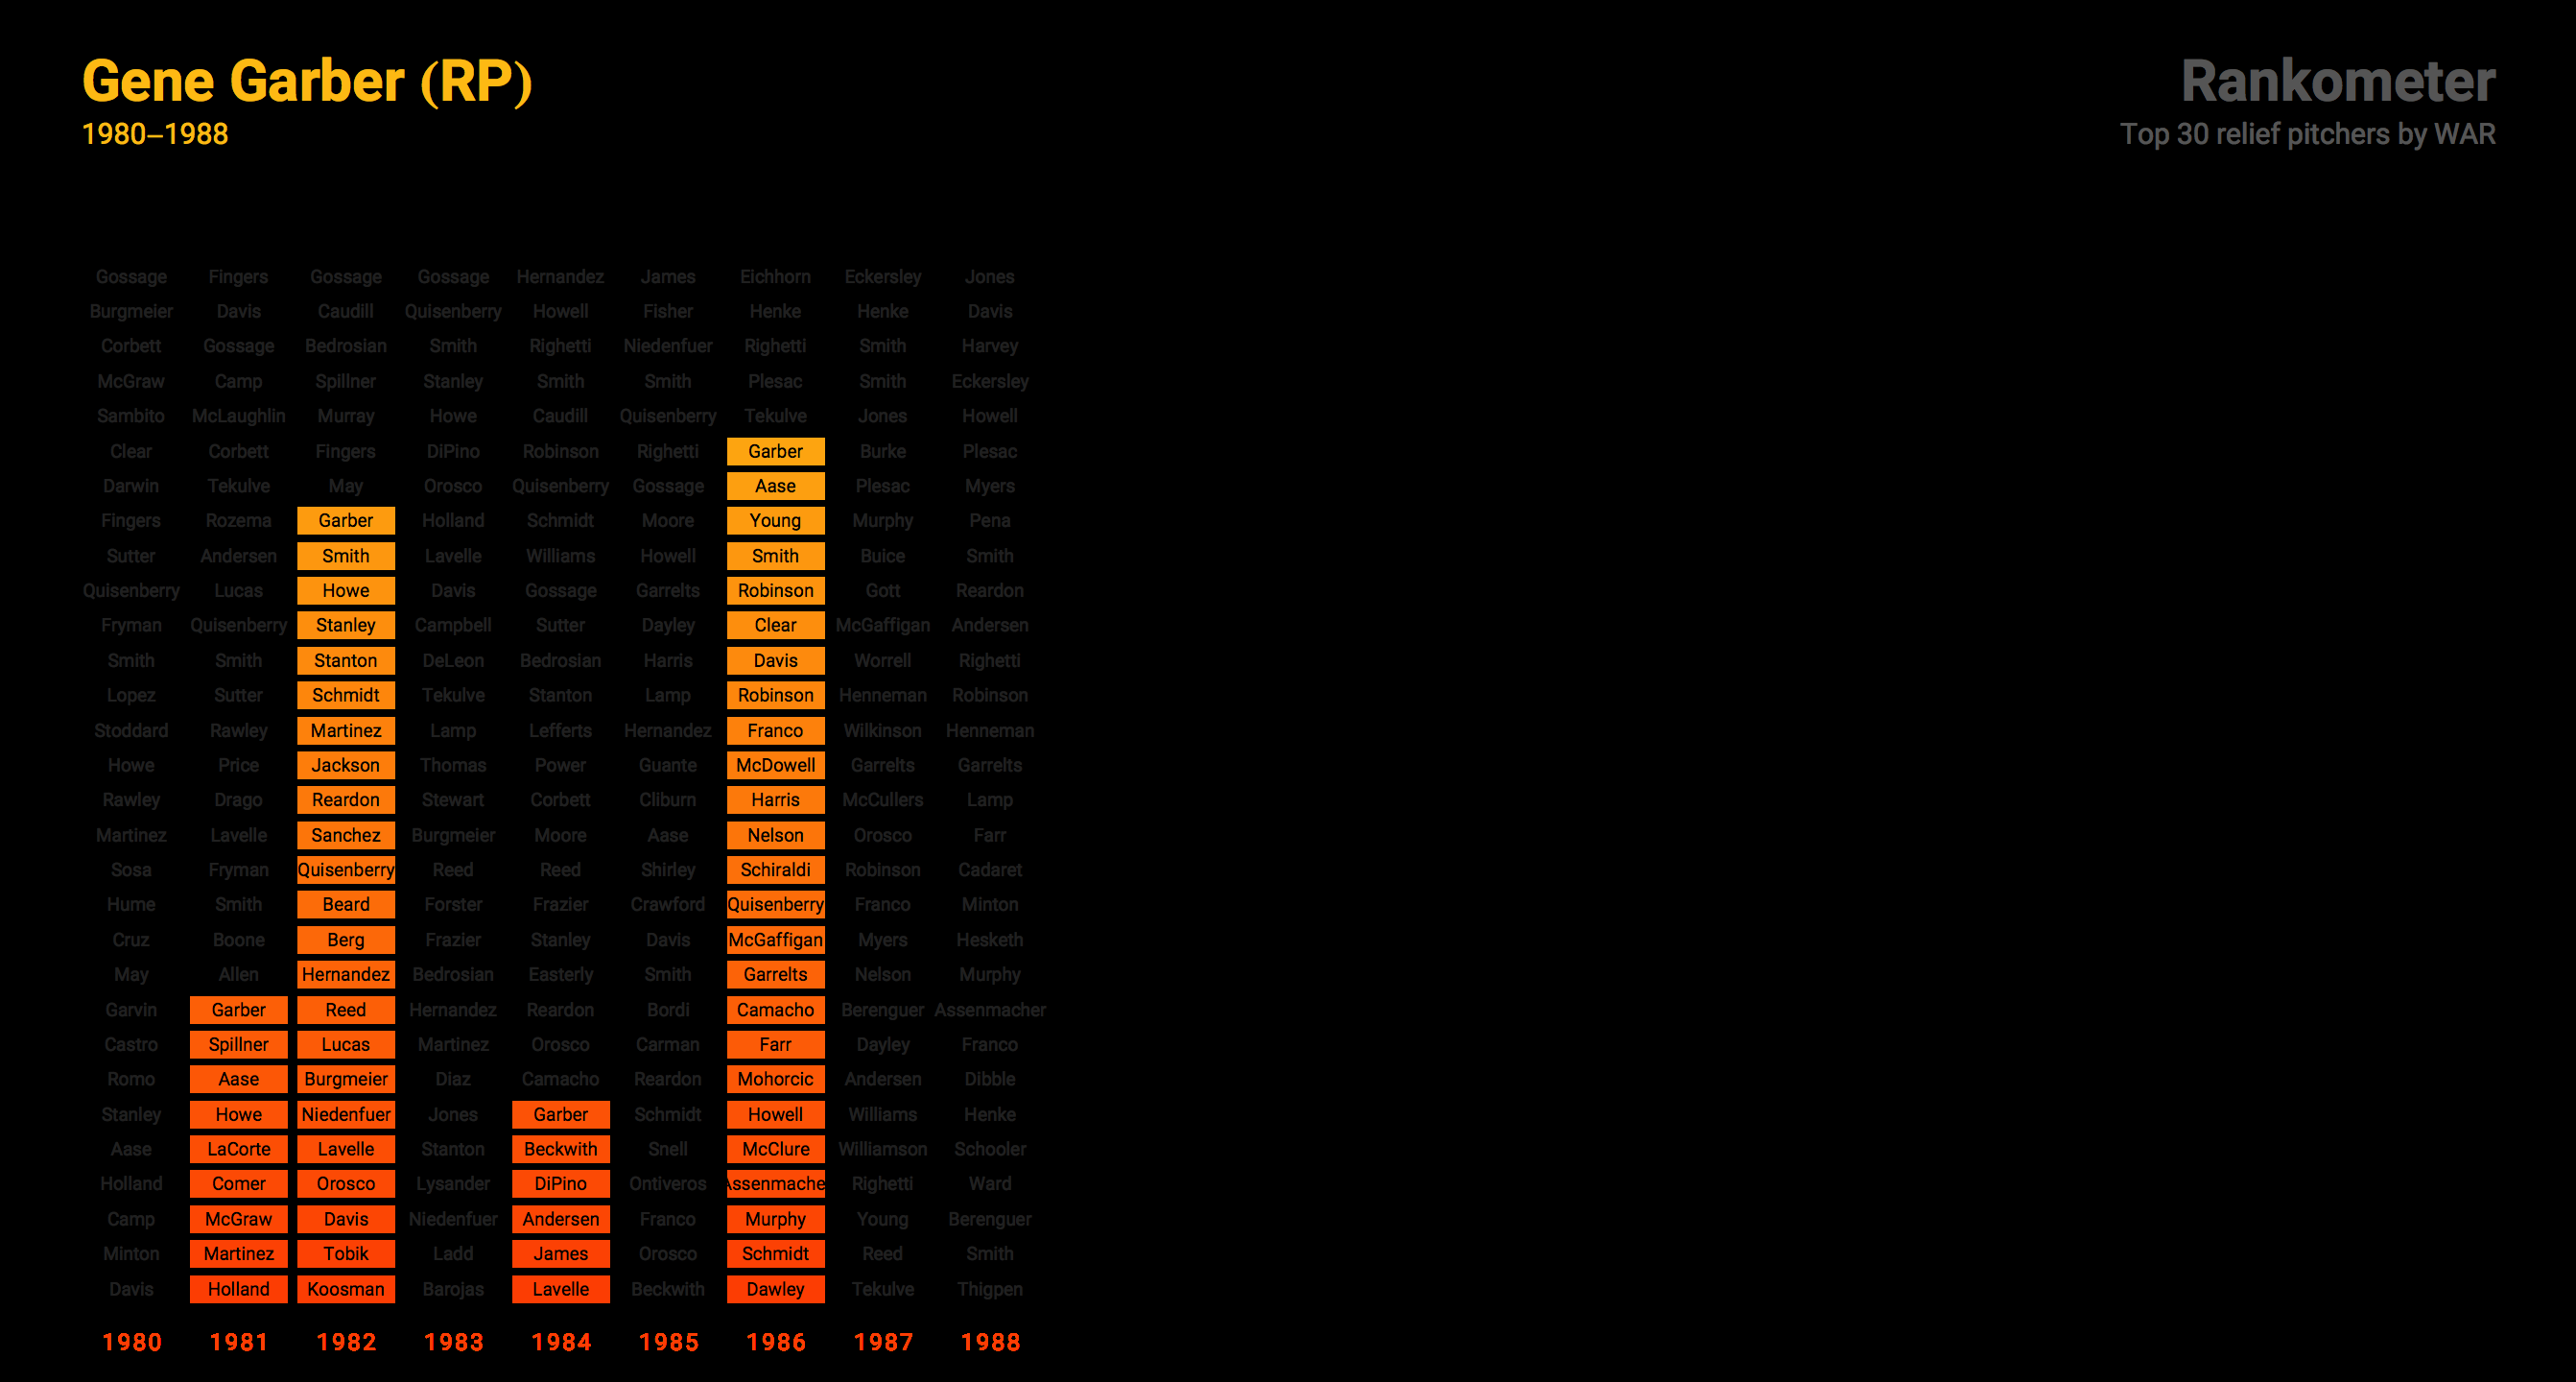 Gene Garber (RP)
1980–1988
Rankometer
Top 30 relief pitchers by WAR
Gossage Fingers Gossage Gossage Hernandez James Eichhorn Eckersley Jones
Burgmeier Davis Caudill Quisenberry Howell Fisher Henke Henke Davis
Corbett Gossage Bedrosian Smith Righetti Niedenfuer Righetti Smith Harvey
McGraw Camp Spillner Stanley Smith Smith Plesac Smith Eckersley
Sambito McLaughlin Murray Howe Caudill Quisenberry Tekulve Jones Howell
Clear Corbett Fingers DiPino Robinson Righetti Garber Burke Plesac
Darwin Tekulve May Orosco Quisenberry Gossage Aase Plesac Myers
Fingers Rozema Garber Holland Schmidt Moore Young Murphy Pena
Sutter Andersen Smith Lavelle Williams Howell Smith Buice Smith
Quisenberry Lucas Howe Davis Gossage Garrelts Robinson Gott Reardon
Fryman Quisenberry Stanley Campbell Sutter Dayley Clear McGaffigan Andersen
Smith Smith Stanton DeLeon Bedrosian Harris Davis Worrell Righetti
Lopez Sutter Schmidt Tekulve Stanton Lamp Robinson Henneman Robinson
Stoddard Rawley Martinez Lamp Lefferts Hernandez Franco Wilkinson Henneman
Howe Price Jackson Thomas Power Guante McDowell Garrelts Garrelts
Rawley Drago Reardon Stewart Corbett Cliburn Harris McCullers Lamp
Martinez Lavelle Sanchez Burgmeier Moore Aase Nelson Orosco Farr
Sosa Fryman Quisenberry Reed Reed Shirley Schiraldi Robinson Cadaret
Hume Smith Beard Forster Frazier Crawford Quisenberry Franco Minton
Cruz Boone Berg Frazier Stanley Davis McGaffigan Myers Hesketh
May Allen Hernandez Bedrosian Easterly Smith Garrelts Nelson Murphy
Garvin Garber Reed Hernandez Reardon Bordi Camacho Berenguer Assenmacher
Castro Spillner Lucas Martinez Orosco Carman Farr Dayley Franco
Romo Aase Burgmeier Diaz Camacho Reardon Mohorcic Andersen Dibble
Stanley Howe Niedenfuer Jones Garber Schmidt Howell Williams Henke
Aase LaCorte Lavelle Stanton Beckwith Snell McClure Williamson Schooler
Holland Comer Orosco Lysander DiPino Ontiveros Assenmache Righetti Ward
Camp McGraw Davis Niedenfuer Andersen Franco Murphy Young Berenguer
Minton Martinez Tobik Ladd James Orosco Schmidt Reed Smith
Davis Holland Koosman Barojas Lavelle Beckwith Dawley Tekulve Thigpen
1980 1981 1982 1983 1984 1985 1986 1987 1988